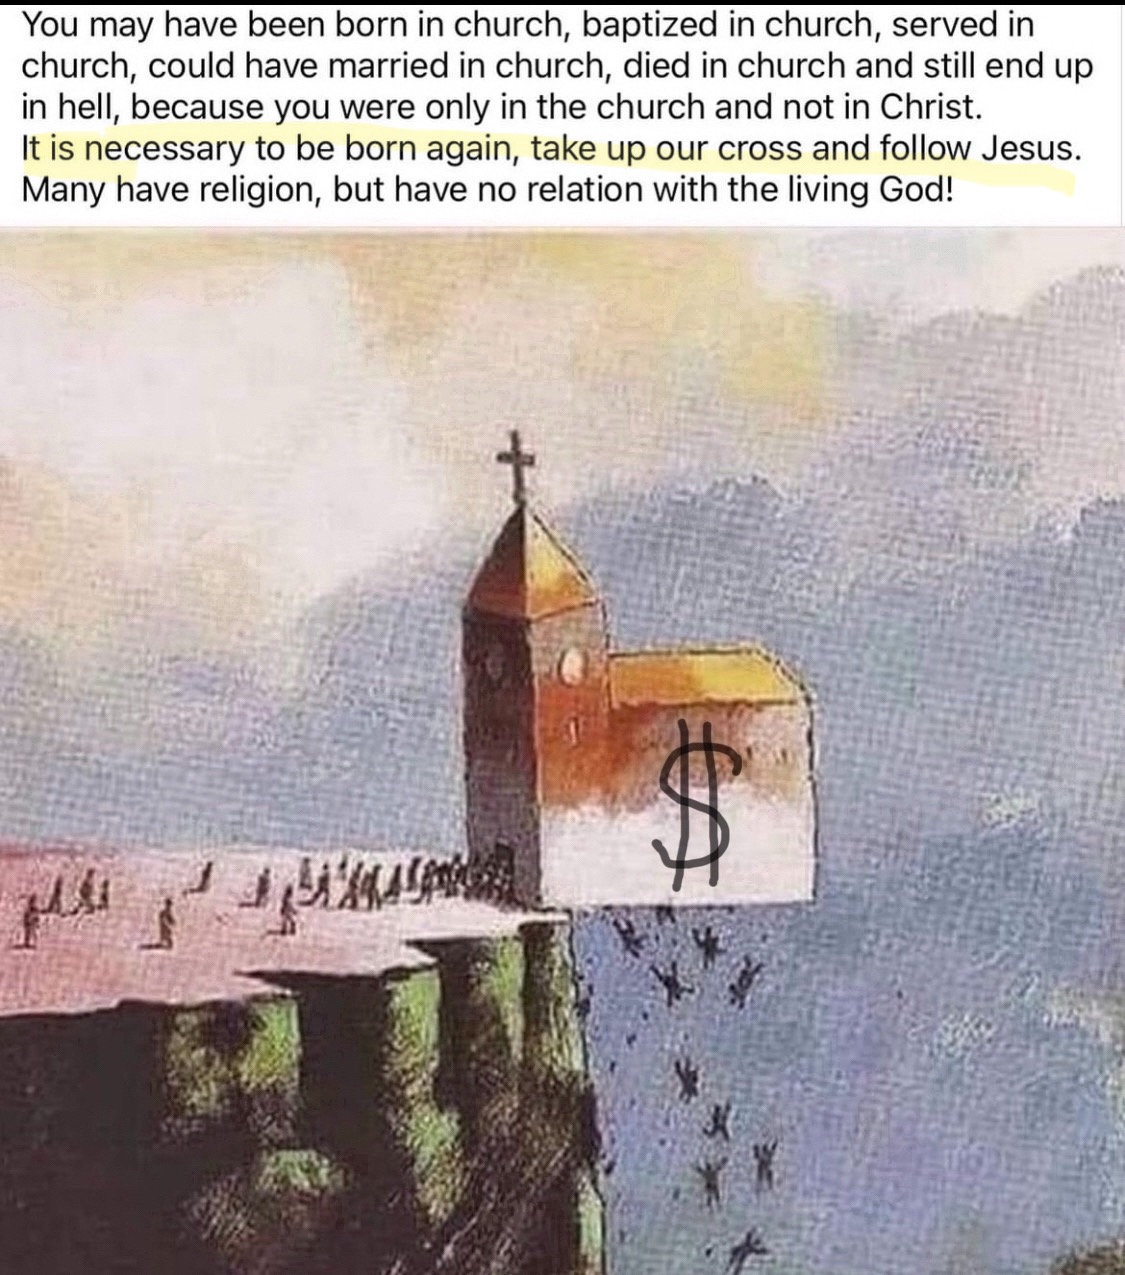 You may have been born in church, baptized in church, served in
church, could have married in church, died in church and still end up
in hell, because you were only in the church and not in Christ.
It is necessary to be born again, take up our cross and follow Jesus.
Many have religion, but have no relation with the living God!
$